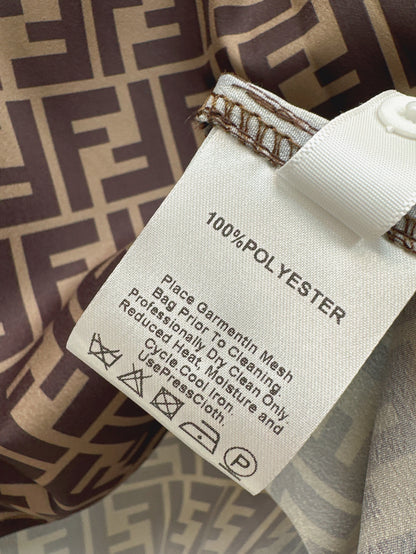 100%POLYESTER
Place Garmentin Mesh
Bag Prior To Cleaning
Professionally Dry Clean Only,
Reduced Heat, Moisture and
Cycle Cool Iron.
UsePressCloth.
P